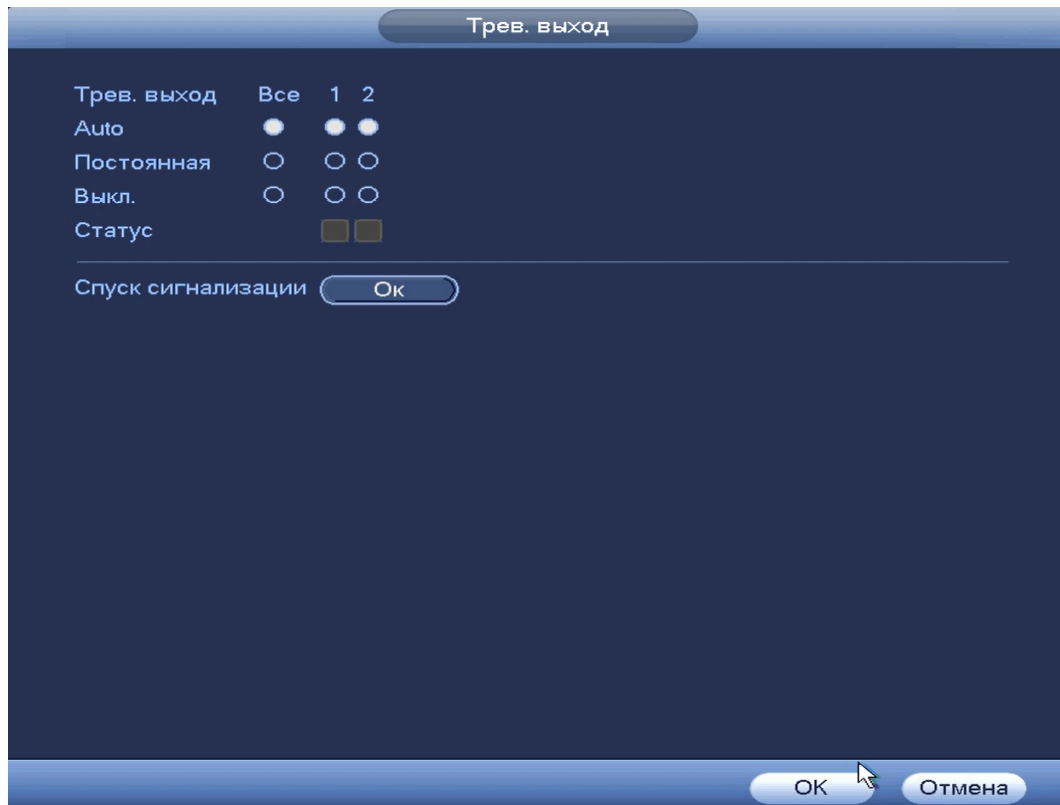 Трев. выход
Трев. выход Все 1 2
Auto
Постоянная
Выкл.
Статус
Спуск сигнализации Ок
OK Отмена